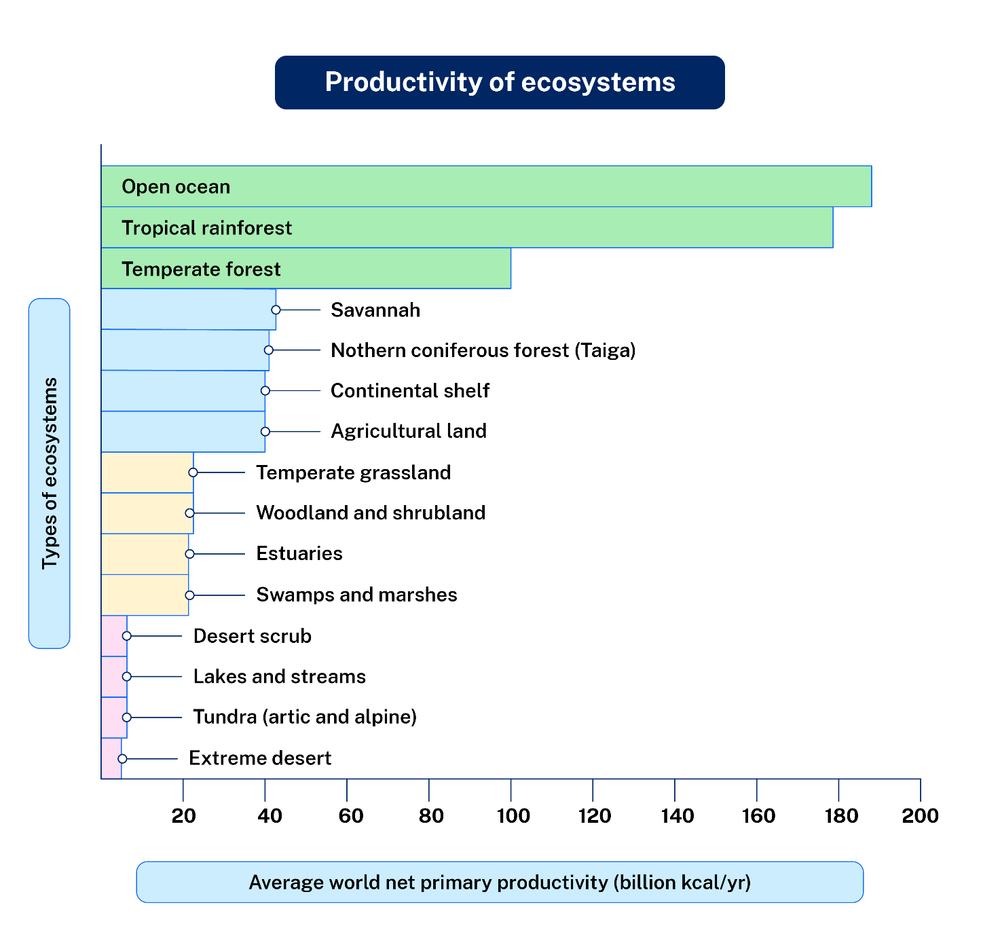 Productivity of ecosystems
Open ocean
Tropical rainforest
Temperate forest
Savannah
Nothern coniferous forest (Taiga)
Continental shelf
Agricultural land
Temperate grassland
Woodland and shrubland
Estuaries
Swamps and marshes
Desert scrub
Lakes and streams
Tundra (artic and alpine)
Extreme desert
Types of ecosystems
20 40 60 80 100 120 140 160 180 200
Average world net primary productivity (billion kcal/yr)